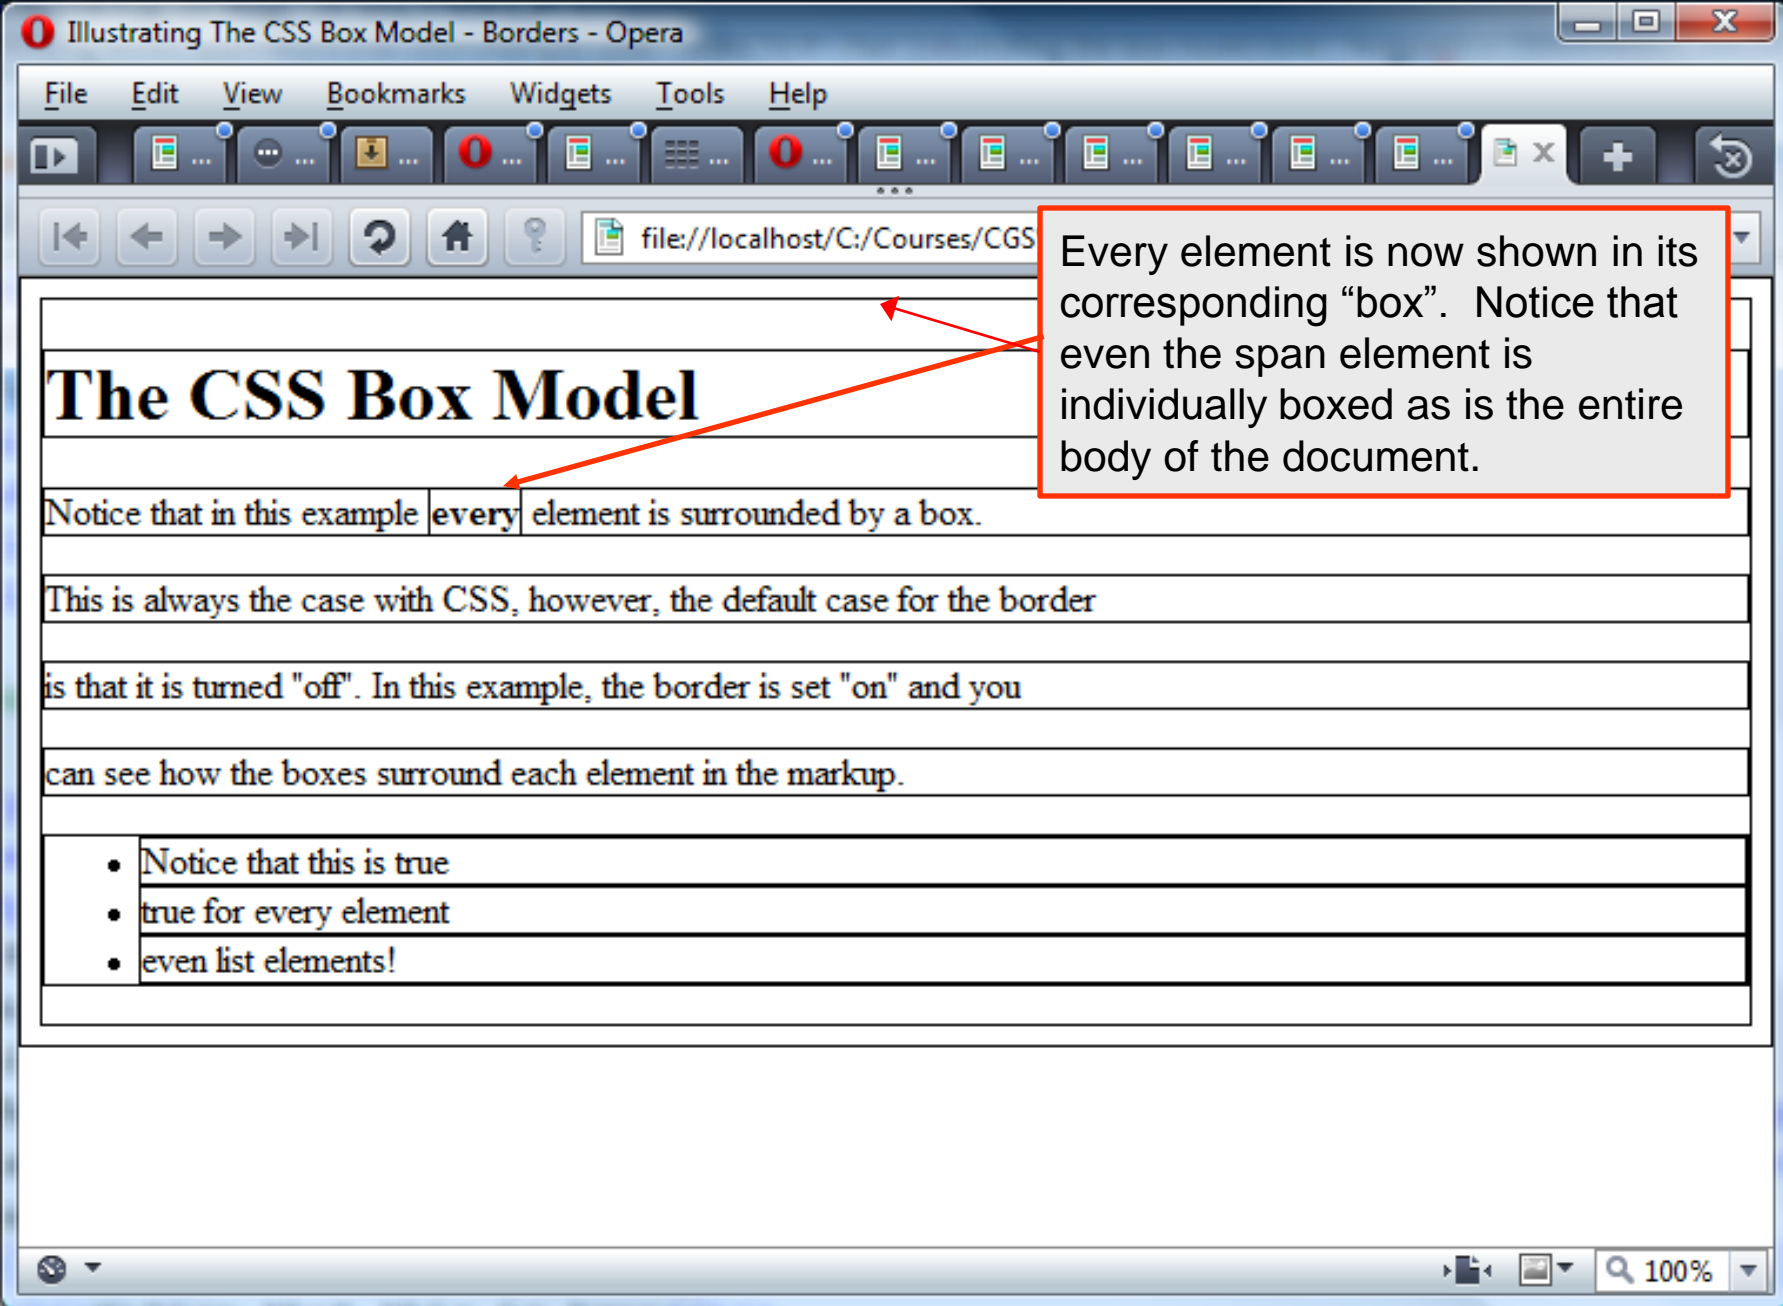 Illustrating The CSS Box Model - Borders - Opera
File Edit View Bookmarks Widgets Tools Help
... ... ... ... ... ... ... ... ... ... ... ... ...
file://localhost/C:/Courses/CGS
Every element is now shown in its
corresponding “box”. Notice that
even the span element is
individually boxed as is the entire
body of the document.
The CSS Box Model
Notice that in this example every element is surrounded by a box.
This is always the case with CSS, however, the default case for the border
is that it is turned "off". In this example, the border is set "on" and you
can see how the boxes surround each element in the markup.
• Notice that this is true
• true for every element
• even list elements!
100%